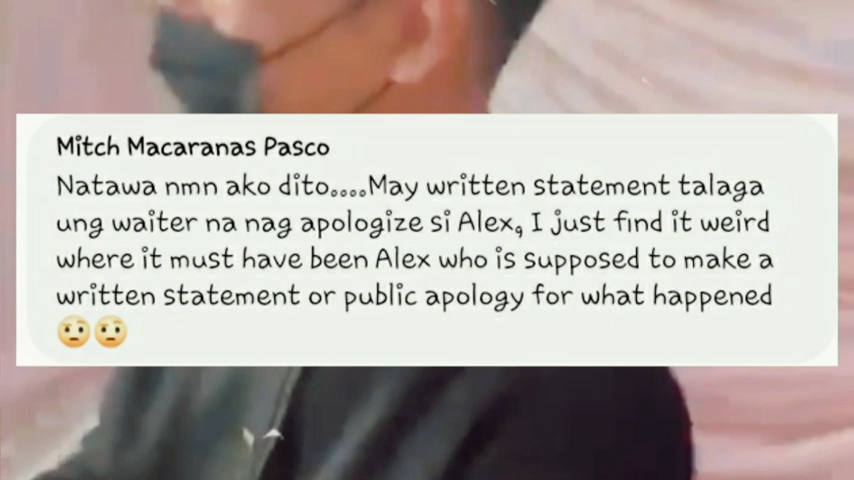 Mitch Macaranas Pasco
Natawa nmn ako dito....May written statement talaga
ung waiter na nag apologize si Alex, I just find it weird
where it must have been Alex who is supposed to make a
written statement or public apology for what happened
🤨🤨